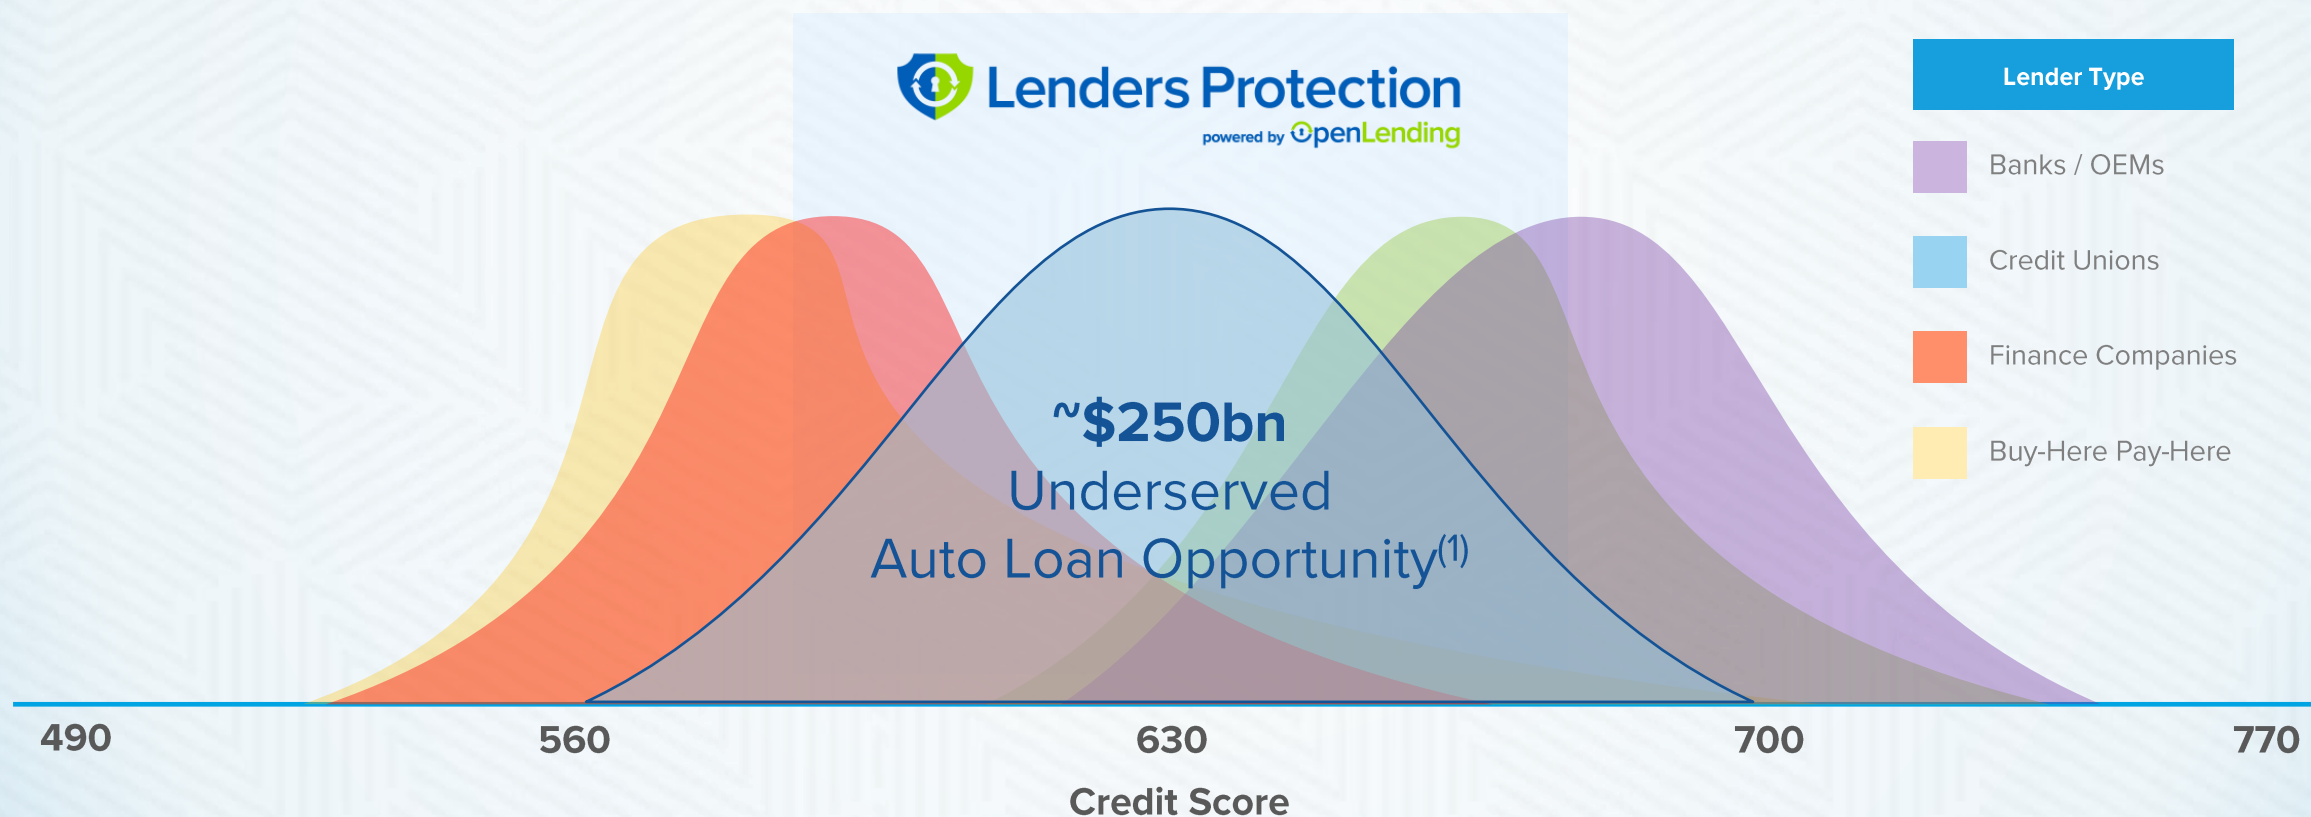 Lenders Protection
powered by OpenLending
Lender Type
Banks / OEMs
Credit Unions
Finance Companies
Buy-Here Pay-Here
~$250bn
Underserved
Auto Loan Opportunity(1)
490 560 630 700 770
Credit Score